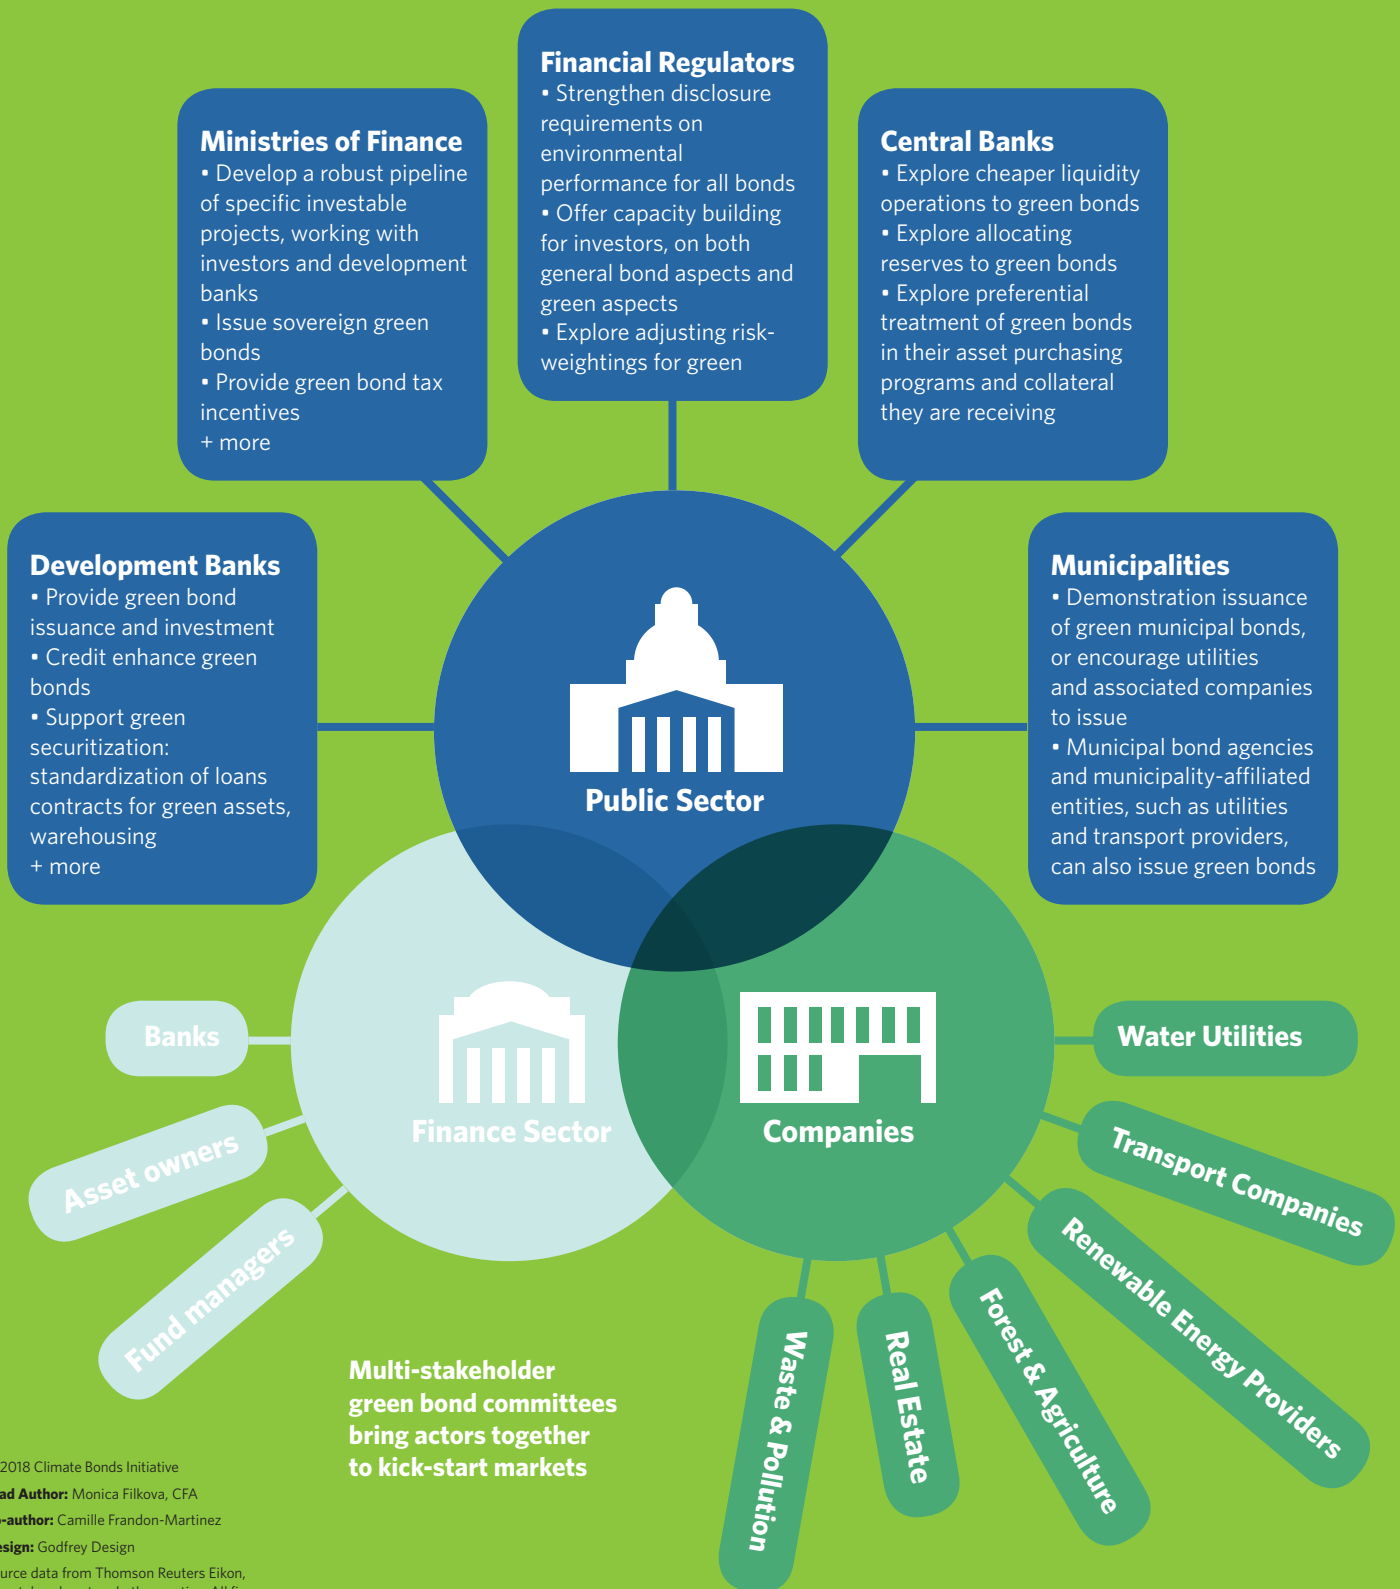 Financial Regulators
• Strengthen disclosure
requirements on
environmental
performance for all bonds
• Offer capacity building
for investors, on both
general bond aspects and
green aspects
• Explore adjusting risk-
weightings for green
Ministries of Finance
• Develop a robust pipeline
of specific investable
projects, working with
investors and development
banks
• Issue sovereign green
bonds
• Provide green bond tax
incentives
+ more
Central Banks
• Explore cheaper liquidity
operations to green bonds
• Explore allocating
reserves to green bonds
• Explore preferential
treatment of green bonds
in their asset purchasing
programs and collateral
they are receiving
Development Banks
• Provide green bond
issuance and investment
• Credit enhance green
bonds
• Support green
securitization:
standardization of loans
contracts for green assets,
warehousing
+ more
Municipalities
• Demonstration issuance
of green municipal bonds,
or encourage utilities
and associated companies
to issue
• Municipal bond agencies
and municipality-affiliated
entities, such as utilities
and transport providers,
can also issue green bonds
Public Sector
Finance Sector
Companies
Banks
Asset owners
Fund managers
Water Utilities
Transport Companies
Renewable Energy Providers
Forest & Agriculture
Real Estate
Waste & Pollution
Multi-stakeholder
green bond committees
bring actors together
to kick-start markets
2018 Climate Bonds Initiative
ad Author: Monica Filkova, CFA
-author: Camille Frandon-Martinez
esign: Godfrey Design
urce data from Thomson Reuters Eikon,